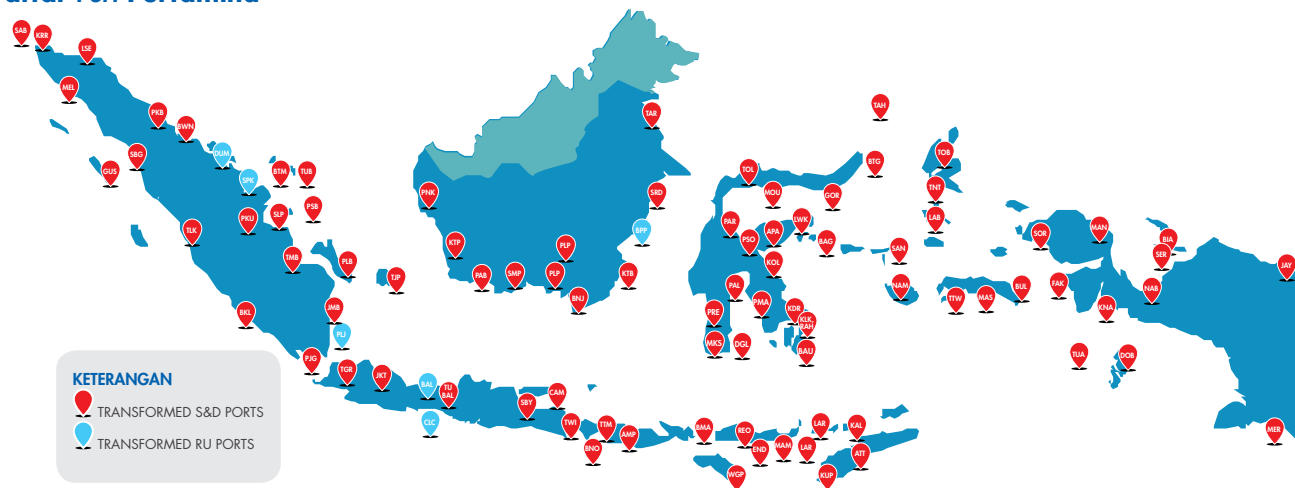 Pertamina
SAB
KRR
LSE
MEL
PKB
BWN
DUM
SBG
GUS
SPK
BTM
TUB
PKU
SLP
PSB
TLK
TMB
PLB
TJP
BKL
JMB
PLJ
PJG
TGR
JKT
BAL
TU
BAL
CLC
SBY
CAM
TWI
TTM
BNO
AMP
TAR
PNK
SRD
BPP
KTP
PLP
PAB
SMP
PLP
BNJ
KTB
TAH
TOL
MOU
GOR
BTG
PAR
PSO
APA
LWK
BAG
KOL
PAL
PMA
PRE
KDR
KLK,
RAH
MKS
DGL
BAU
TOB
TNT
LAB
SAN
NAM
TTW
MAS
BUL
SOR
MAN
BIA
SER
FAK
KNA
NAB
JAY
TUA
DOB
MER
BMA
REO
END
MAM
LAR
LAR
KAL
ATT
WGP
KUP
KETERANGAN
TRANSFORMED S&D PORTS
TRANSFORMED RU PORTS